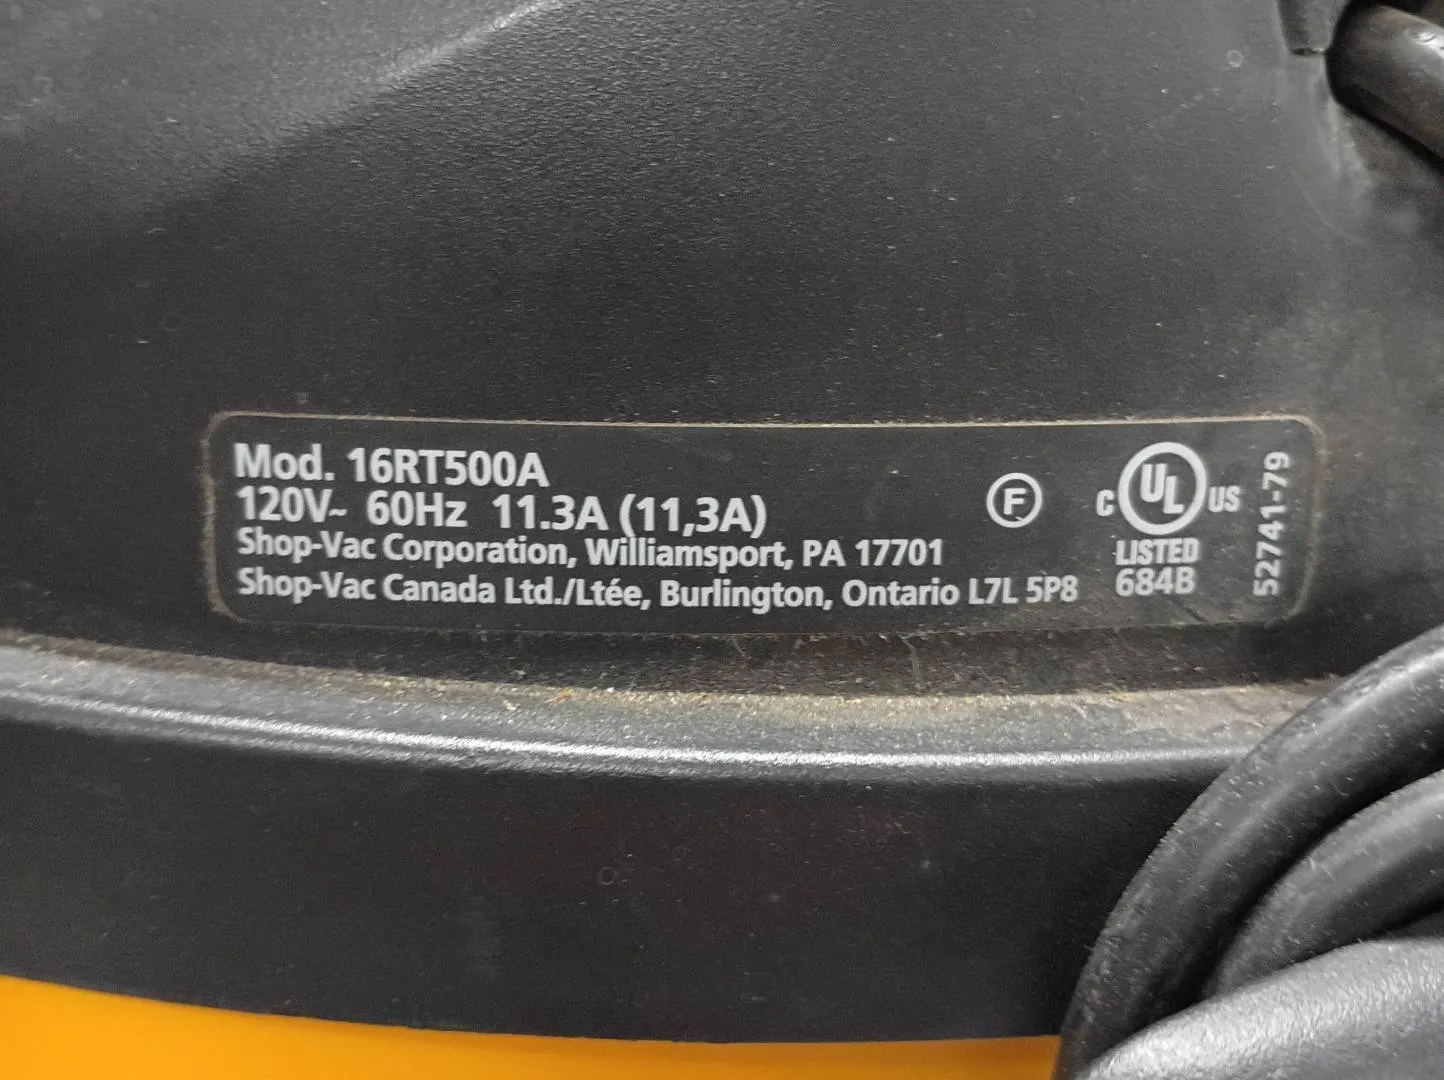 Mod. 16RT500A
120V~ 60Hz 11.3A (11,3A)
Shop-Vac Corporation, Williamsport, PA 17701
Shop-Vac Canada Ltd./Ltée, Burlington, Ontario L7L 5P8
F
C UL US
LISTED
684B
52741-79